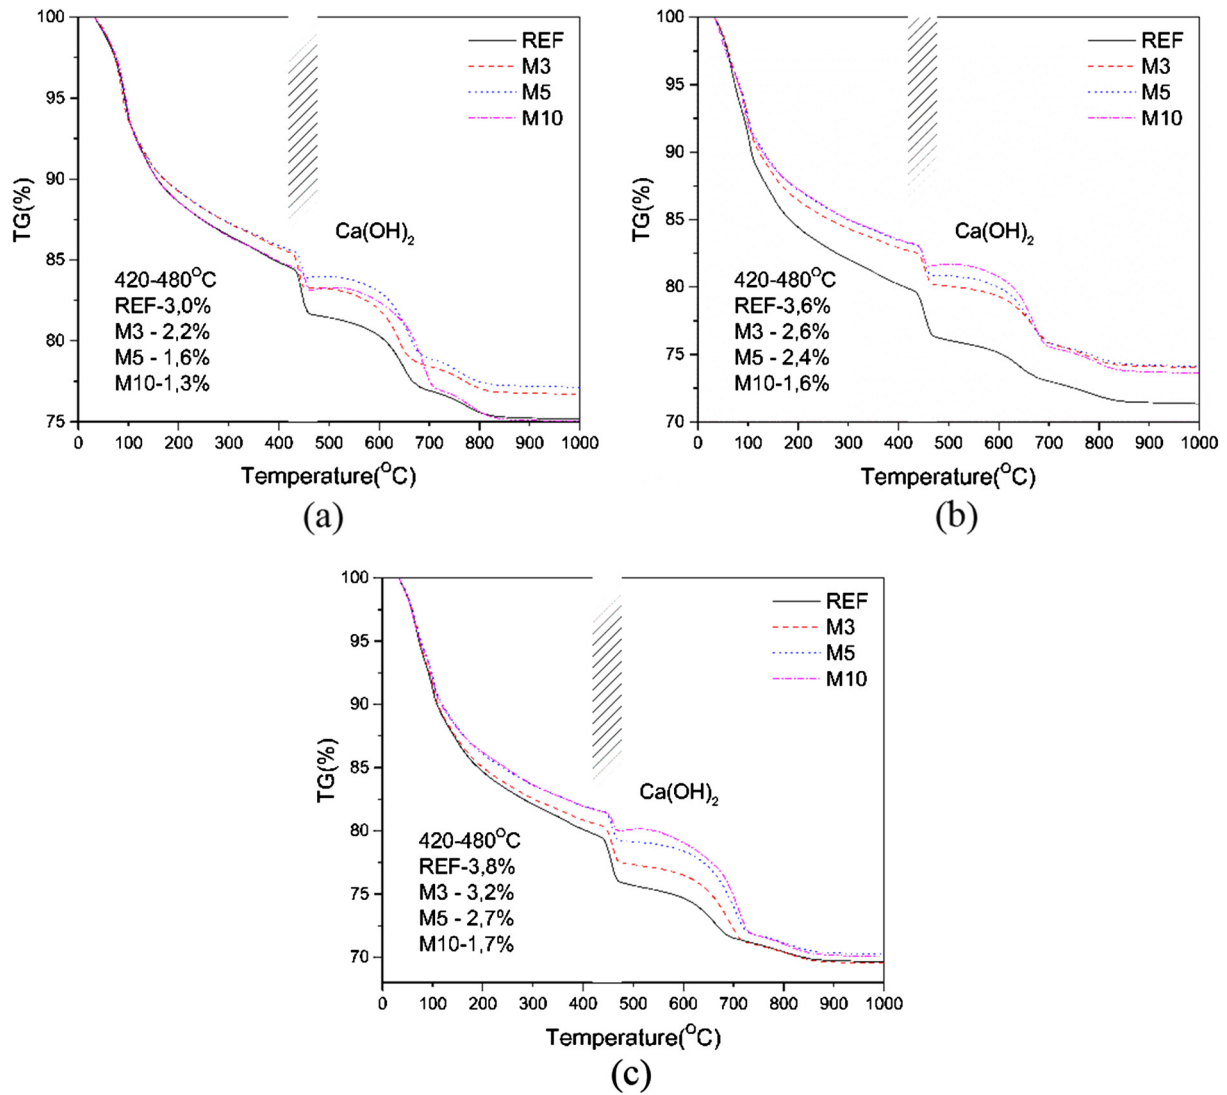 REF
M3
M5
M10
Ca(OH)2
420-480°C
REF-3,0%
M3 - 2,2%
M5 - 1,6%
M10-1,3%
TG(%)
100
95
90
85
80
75
0 100 200 300 400 500 600 700 800 900 1000
Temperature(°C)
(a)
REF
M3
M5
M10
Ca(OH)2
420-480°C
REF-3,6%
M3 - 2,6%
M5 - 2,4%
M10-1,6%
TG(%)
100
95
90
85
80
75
70
0 100 200 300 400 500 600 700 800 900 1000
Temperature(°C)
(b)
REF
M3
M5
M10
Ca(OH)2
420-480°C
REF-3,8%
M3 - 3,2%
M5 - 2,7%
M10-1,7%
TG(%)
100
95
90
85
80
75
70
0 100 200 300 400 500 600 700 800 900 1000
Temperature(°C)
(c)